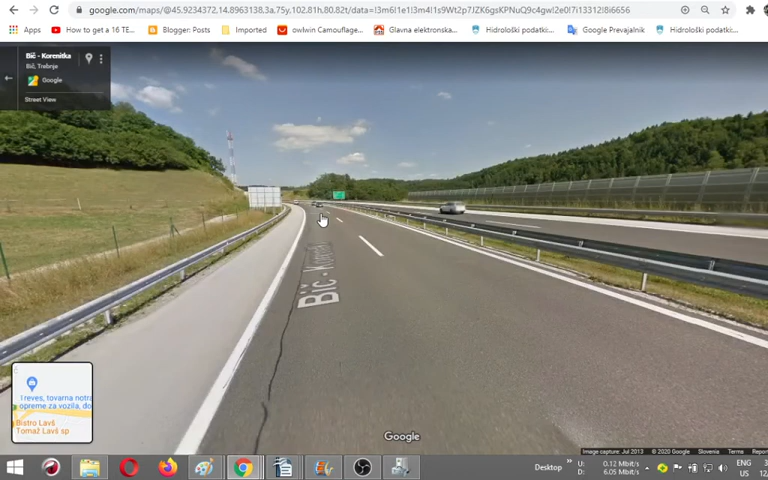 google.com/maps/@45.9234372,14.8963138,3a,75y,102.81h,80.82t/data=!3m6!1e1!3m4!1s9Wt2p7JZK6gsKPNuQ9c4gw!2e0!7i13312!8i6656
Apps
How to get a 16 TE...
Blogger: Posts
Imported
owlwin Camouflage...
Glavna elektronska...
Hidrološki podatki:...
Google Prevajalnik
Hidrološki podatki:...
Bič - Korenitka
Bič, Trebnje
Google
Street View
Bič - Koreni
Treves, tovarna notra
opreme za vozila, do
Bistro Lavš
Tomaž Lavš sp
Google
Image capture: Jul 2013
© 2020 Google
Slovenia
Terms
Repor
Desktop
U:
0.12 Mbit/s
D:
6.05 Mbit/s
ENG
US
3
12